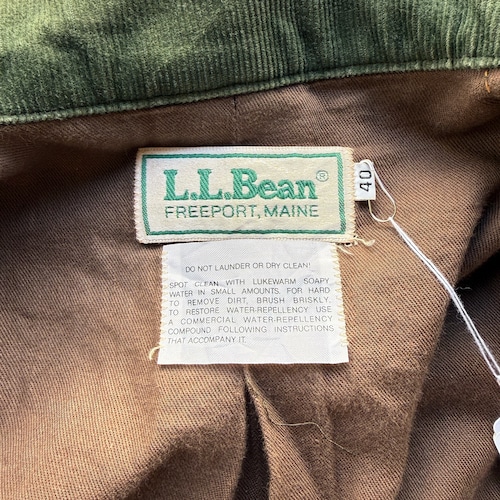 L.L.Bean®
FREEPORT, MAINE
40
DO NOT LAUNDER OR DRY CLEAN!
SPOT CLEAN WITH LUKEWARM SOAPY
WATER IN SMALL AMOUNTS. FOR HARD
TO REMOVE DIRT, BRUSH BRISKLY.
TO RESTORE WATER-REPELLENCY USE
A COMMERCIAL WATER-REPELLENCY
COMPOUND FOLLOWING INSTRUCTIONS
THAT ACCOMPANY IT.